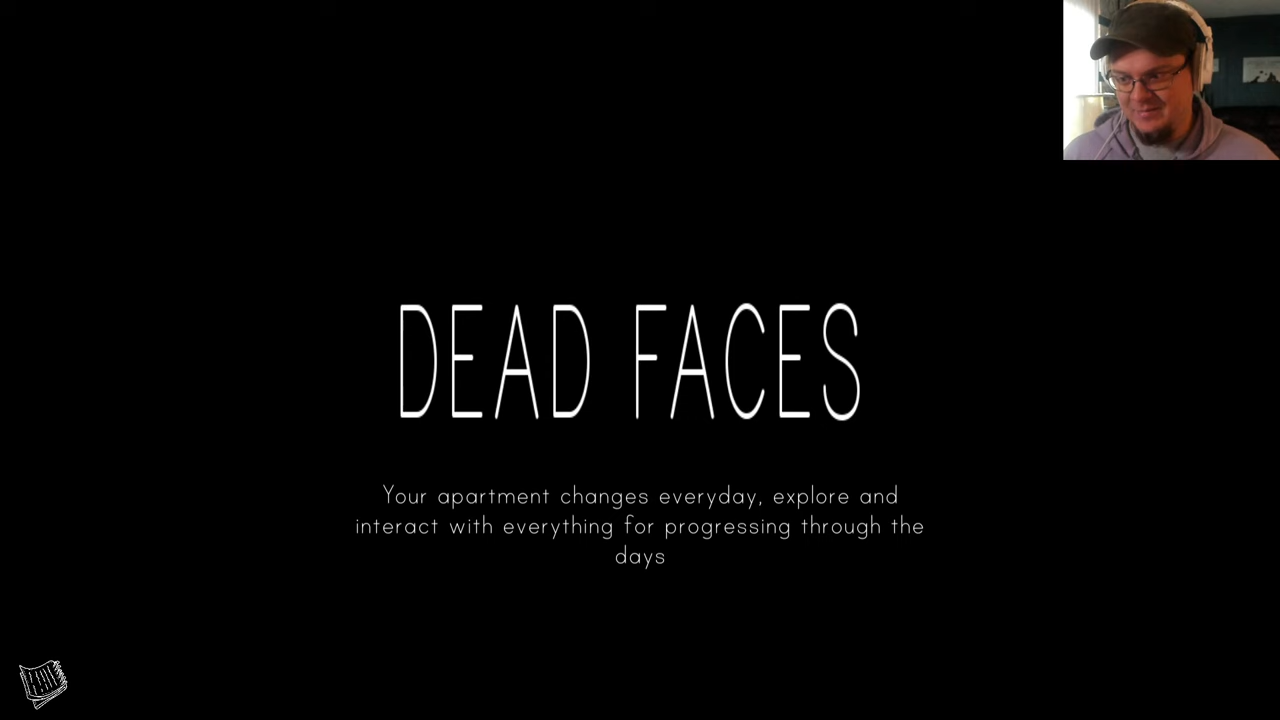 DEAD FACES
Your apartment changes everyday, explore and
interact with everything for progressing through the
days